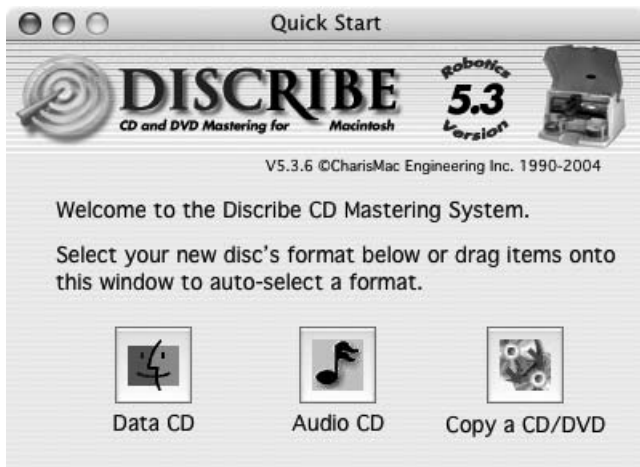 Quick Start
DISCRIBE
CD and DVD Mastering for Macintosh
Robotics
5.3
Version
V5.3.6 ©CharisMac Engineering Inc. 1990-2004
Welcome to the Discribe CD Mastering System.
Select your new disc's format below or drag items onto
this window to auto-select a format.
Data CD
Audio CD
Copy a CD/DVD